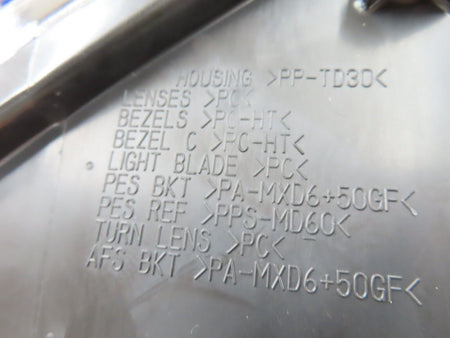 HOUSING >PP-TD30<
LENSES >PC<
BEZELS >PC-HT<
BEZEL C >PC-HT<
LIGHT BLADE >PC<
PES BKT >PA-MXD6+50GF<
PES REF >PPS-MD60<
TURN LENS >PC<
AFS BKT >PA-MXD6+50GF<